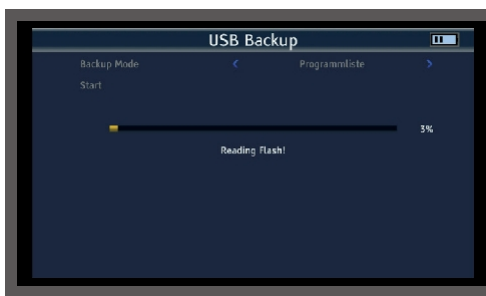 USB Backup
Backup Mode < Programmliste >
Start
3%
Reading Flash!